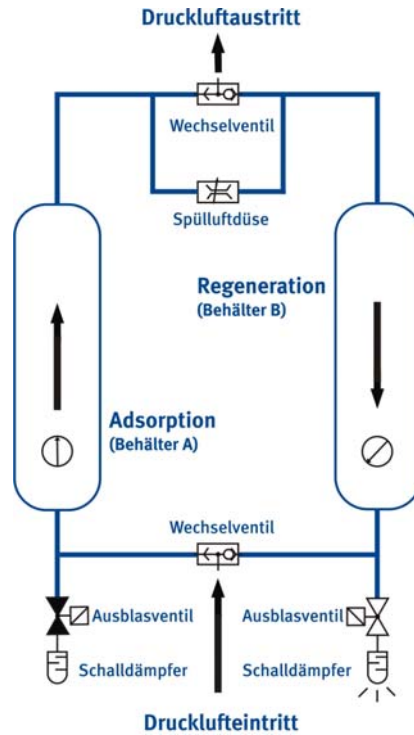 Druckluftaustritt
Wechselventil
Spülluftdüse
Regeneration
(Behälter B)
Adsorption
(Behälter A)
Wechselventil
Ausblasventil
Ausblasventil
Schalldämpfer
Schalldämpfer
Drucklufteintritt